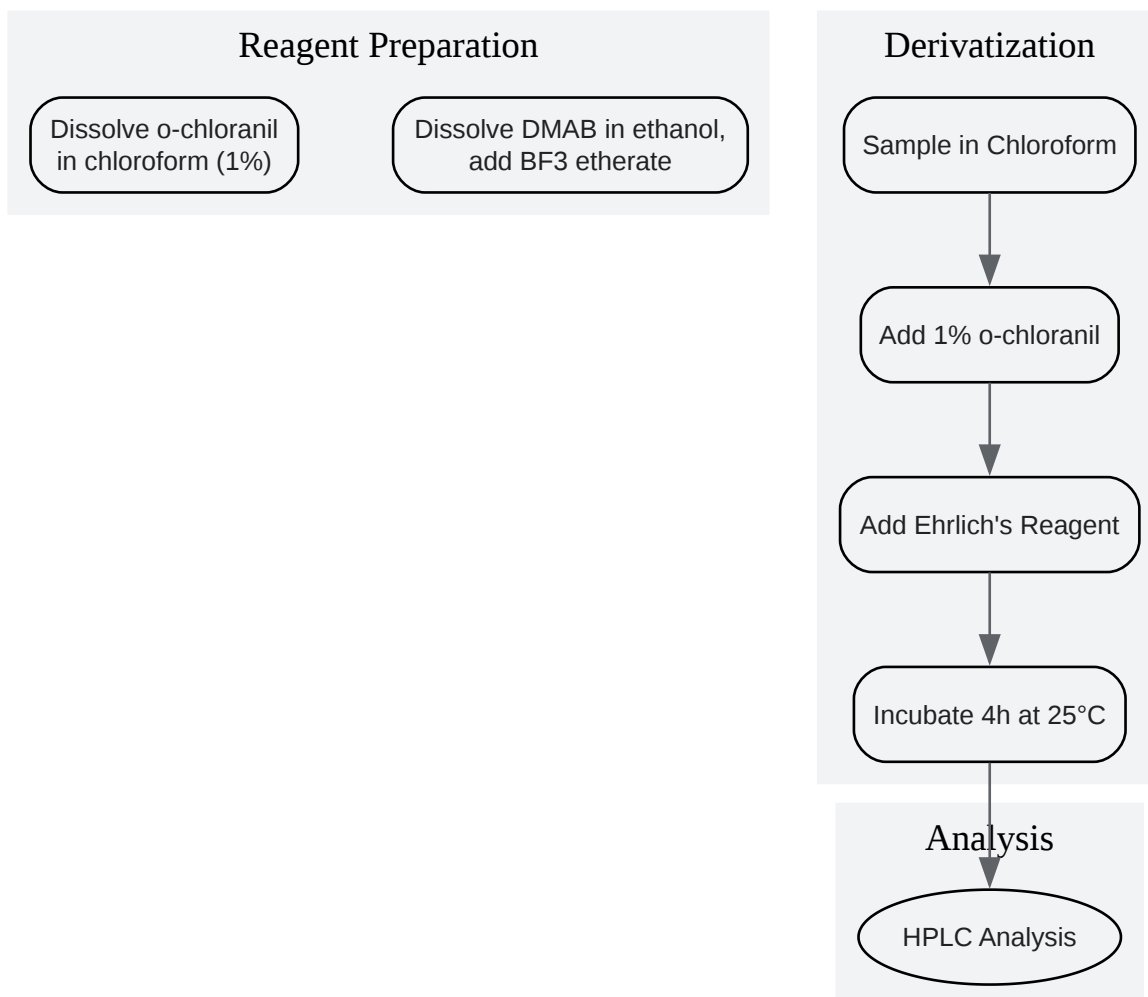 Reagent Preparation
Dissolve o-chloranil
in chloroform (1%)
Dissolve DMAB in ethanol,
add BF3 etherate
Derivatization
Sample in Chloroform
Add 1% o-chloranil
Add Ehrlich's Reagent
Incubate 4h at 25°C
Analysis
HPLC Analysis